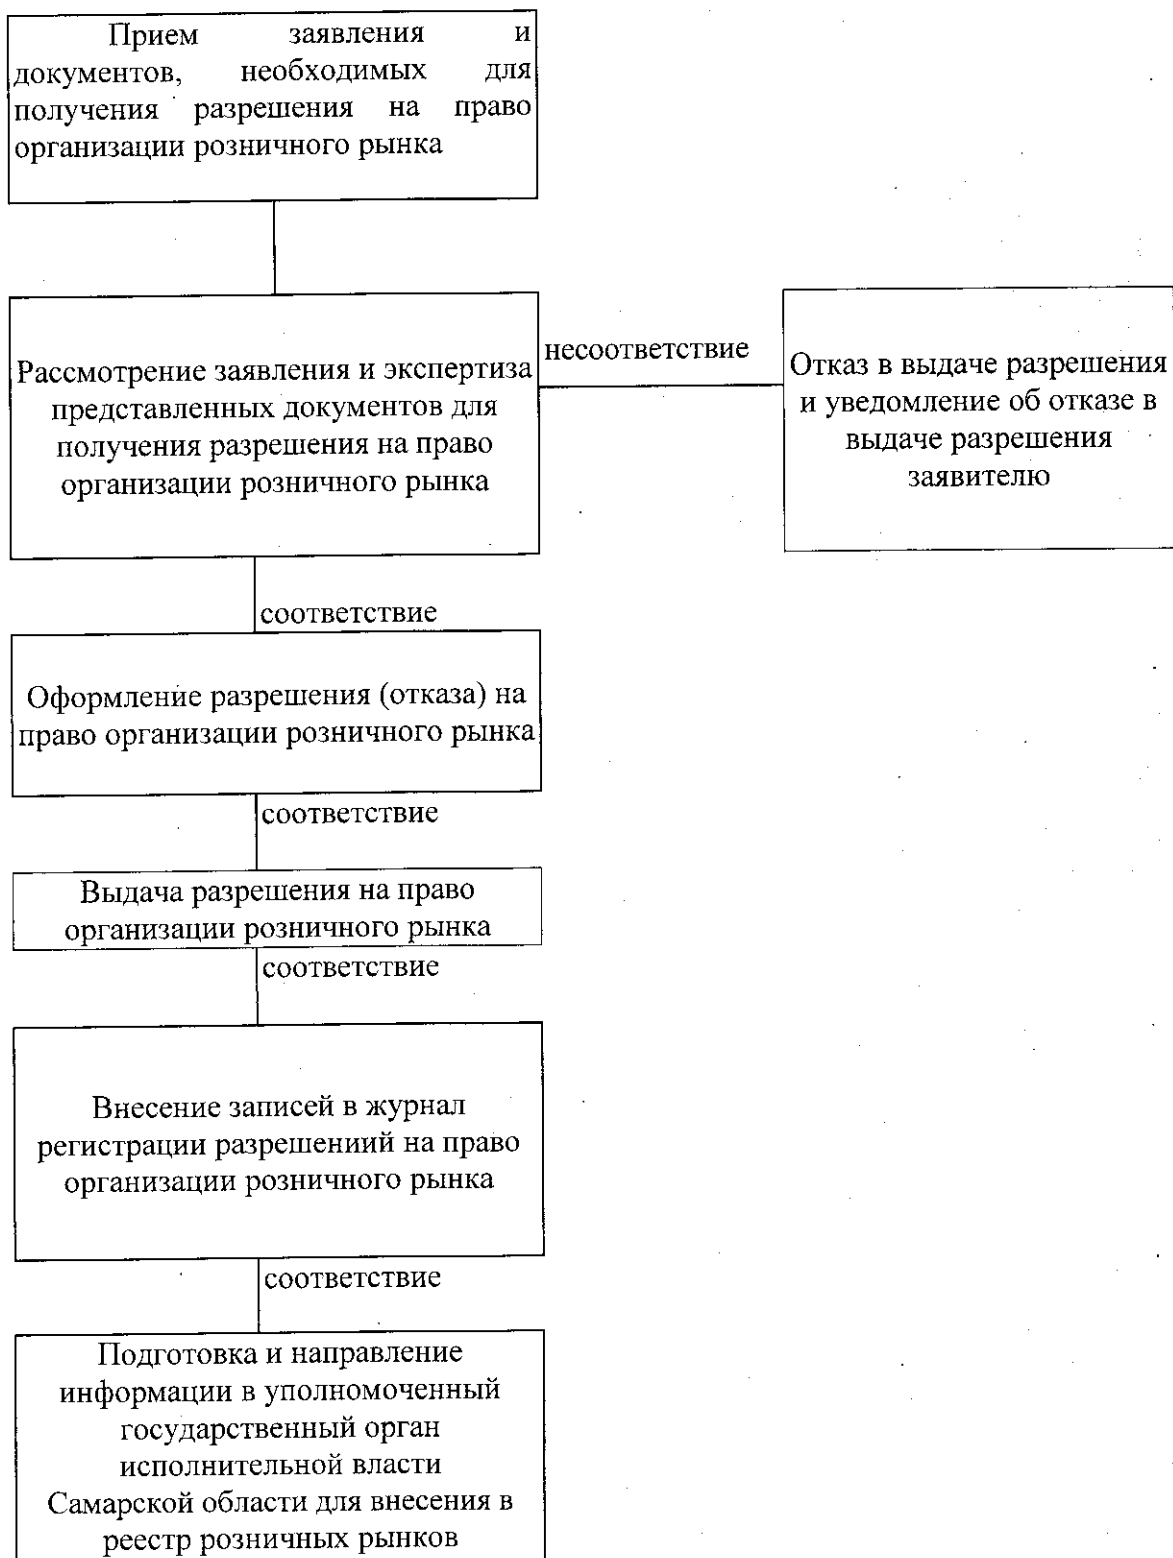 Прием заявления и
документов, необходимых для
получения разрешения на право
организации розничного рынка
Рассмотрение заявления и экспертиза
представленных документов для
получения разрешения на право
организации розничного рынка
несоответствие
Отказ в выдаче разрешения
и уведомление об отказе в
выдаче разрешения
заявителю
соответствие
Оформление разрешения (отказа) на
право организации розничного рынка
соответствие
Выдача разрешения на право
организации розничного рынка
соответствие
Внесение записей в журнал
регистрации разрешениий на право
организации розничного рынка
соответствие
Подготовка и направление
информации в уполномоченный
государственный орган
исполнительной власти
Самарской области для внесения в
реестр розничных рынков